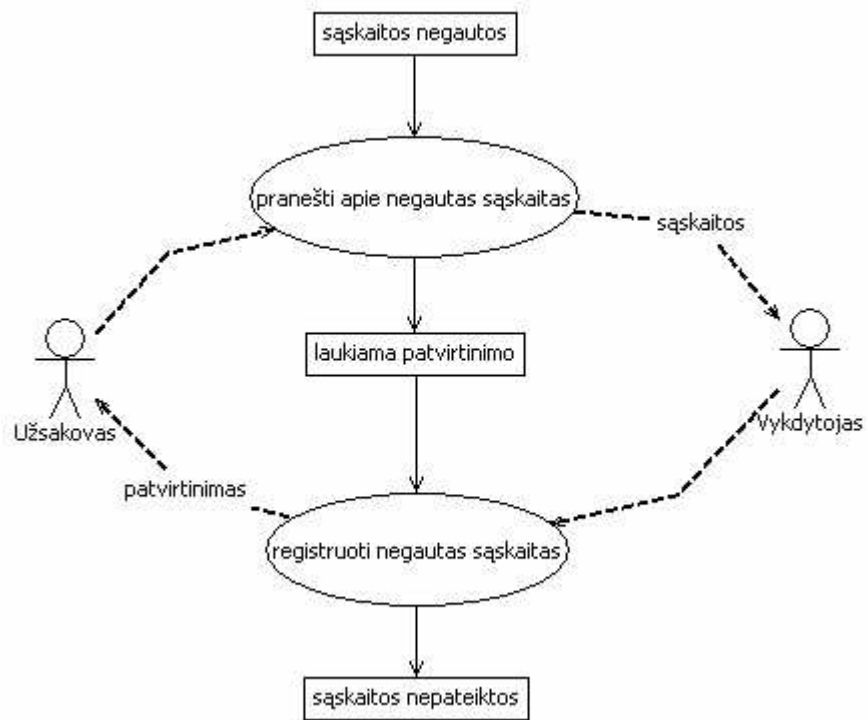 sąskaitos negautos
pranešti apie negautas sąskaitas
sąskaitos
laukiama patvirtinimo
Užsakovas
Vykdytojas
patvirtinimas
registruoti negautas sąskaitas
sąskaitos nepateiktos